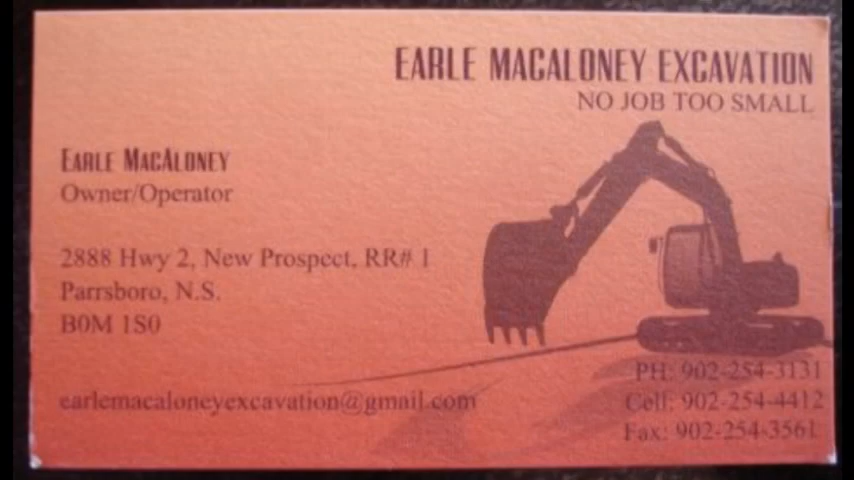 EARLE MACALONEY EXCAVATION
NO JOB TOO SMALL
EARLE MACALONEY
Owner/Operator
2888 Hwy 2, New Prospect, RR# 1
Parrsboro, N.S.
B0M 1S0
earlemacaloneyexcavation@gmail.com
PH: 902-254-3131
Cell: 902-254-4412
Fax: 902-254-3561